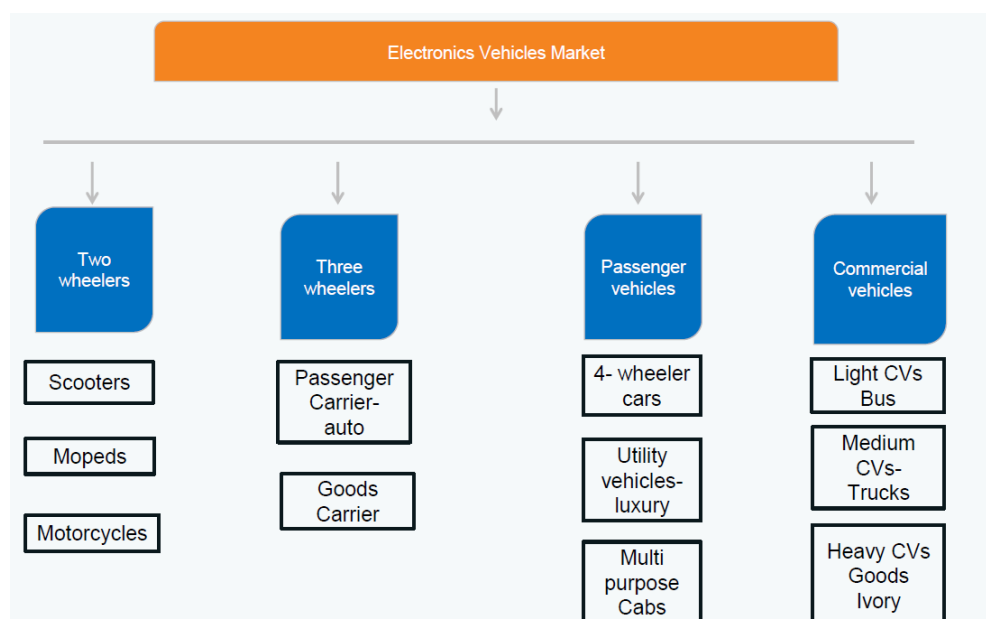 Electronics Vehicles Market
Two
wheelers
Three
wheelers
Passenger
vehicles
Commercial
vehicles
Scooters
Mopeds
Motorcycles
Passenger
Carrier-
auto
Goods
Carrier
4- wheeler
cars
Utility
vehicles-
luxury
Multi
purpose
Cabs
Light CVs
Bus
Medium
CVs-
Trucks
Heavy CVs
Goods
Ivory